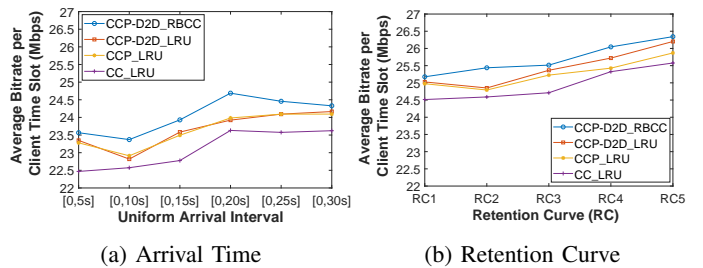 27
26
25
24.5
24
23.5
23
22.5
22
Average Bitrate per
Client Time Slot (Mbps)
CCP-D2D_RBCC
CCP-D2D_LRU
CCP_LRU
CC_LRU
[0,5s] [0,10s] [0,15s] [0,20s] [0,25s] [0,30s]
Uniform Arrival Interval
(a) Arrival Time
27
26.5
26
25.5
25
24.5
24
23.5
23
22.5
22
Average Bitrate per
Client Time Slot (Mbps)
CCP-D2D_RBCC
CCP-D2D_LRU
CCP_LRU
CC_LRU
RC1 RC2 RC3 RC4 RC5
Retention Curve (RC)
(b) Retention Curve